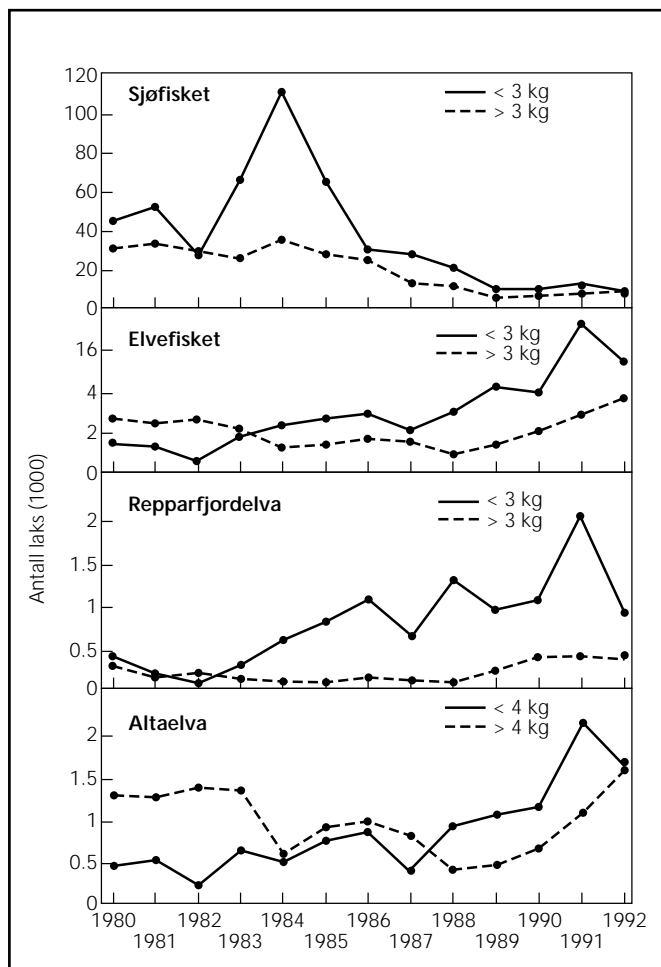 Antall laks (1000)
120
100
80
60
40
20
0
Sjøfisket
< 3 kg
> 3 kg
16
4
2
0
Elvefisket
< 3 kg
> 3 kg
2
1.5
1
0.5
0
Repparfjordelva
< 3 kg
> 3 kg
2
1.5
1
0.5
0
Altaelva
< 4 kg
> 4 kg
1980 1982 1984 1986 1988 1990 1992
1981 1983 1985 1987 1989 1991